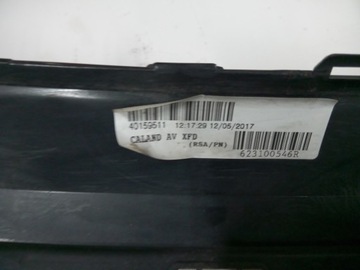 40159511 12:17:29 12/05/2017
CALAND AV XFD
(RSA/PM)
623100546R